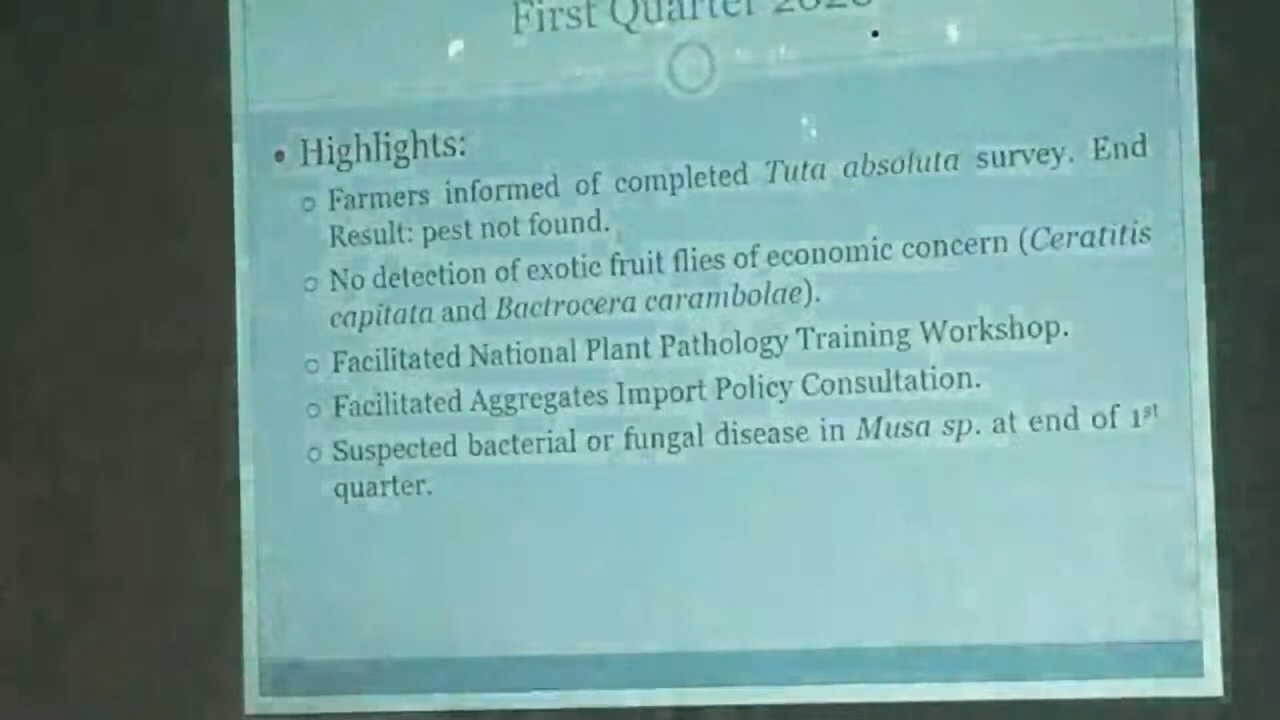 First Quarter
• Highlights:
o Farmers informed of completed Tuta absoluta survey. End
Result: pest not found.
o No detection of exotic fruit flies of economic concern (Ceratitis
capitata and Bactrocera carambolae).
o Facilitated National Plant Pathology Training Workshop.
o Facilitated Aggregates Import Policy Consultation.
o Suspected bacterial or fungal disease in Musa sp. at end of 1st
quarter.